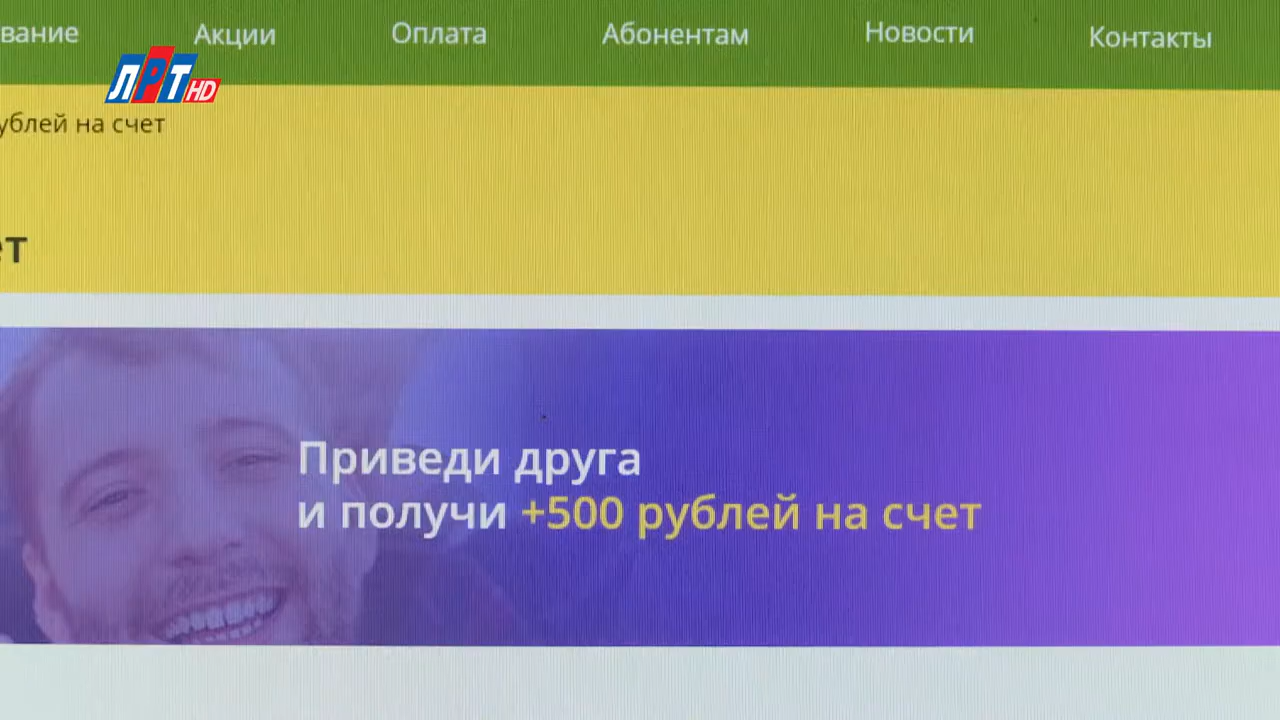 вание Акции Оплата Абонентам Новости Контакты
ЛРТ HD
ублей на счет
ет
Приведи друга
и получи +500 рублей на счет